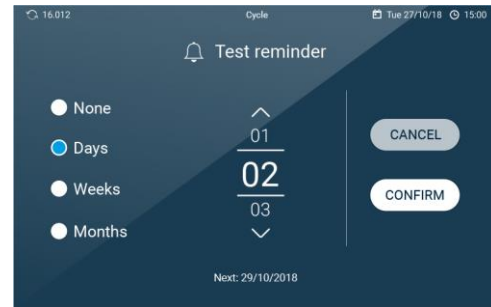 16.012 Cycle Tue 27/10/18 15:00
Test reminder
None
Days
Weeks
Months
01
02
03
CANCEL
CONFIRM
Next: 29/10/2018